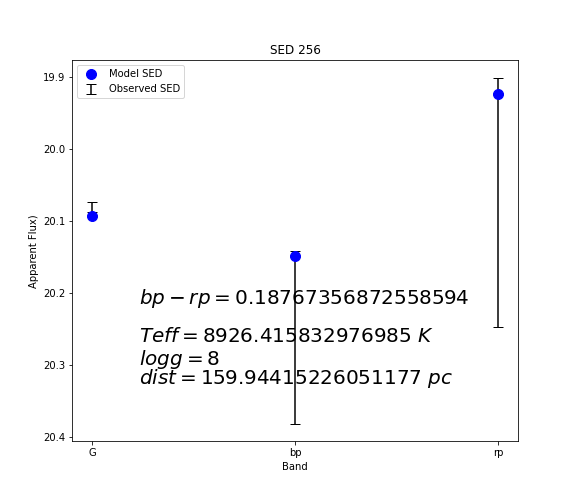 SED 256
Model SED
Observed SED
19.9
20.0
20.1
20.2
20.3
20.4
Apparent Flux)
bp − rp = 0.18767356872558594
Teff = 8926.415832976985 K
logg = 8
dist = 159.94415226051177 pc
G
bp
rp
Band